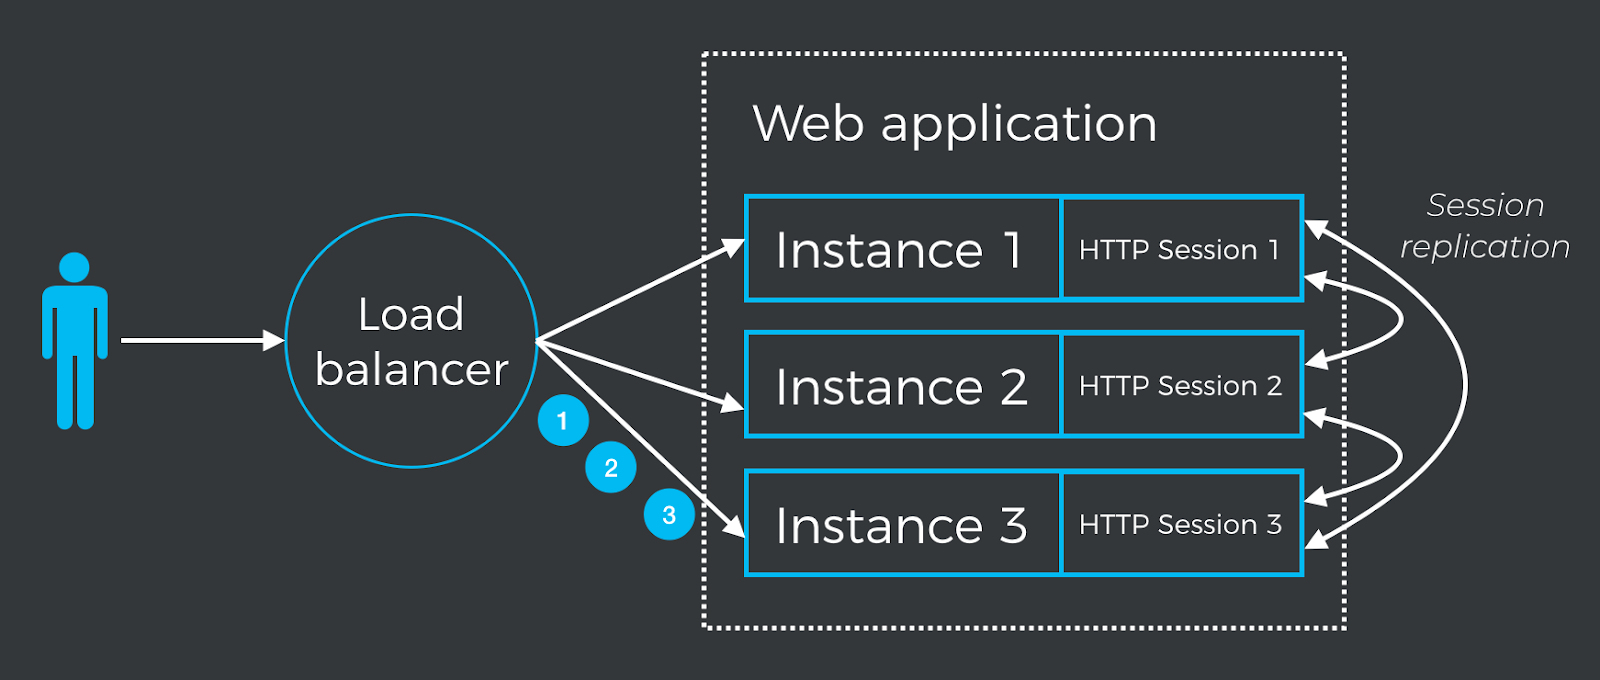 Web application
Session
replication
Instance 1
HTTP Session 1
Load
balancer
Instance 2
HTTP Session 2
1
2
3
Instance 3
HTTP Session 3